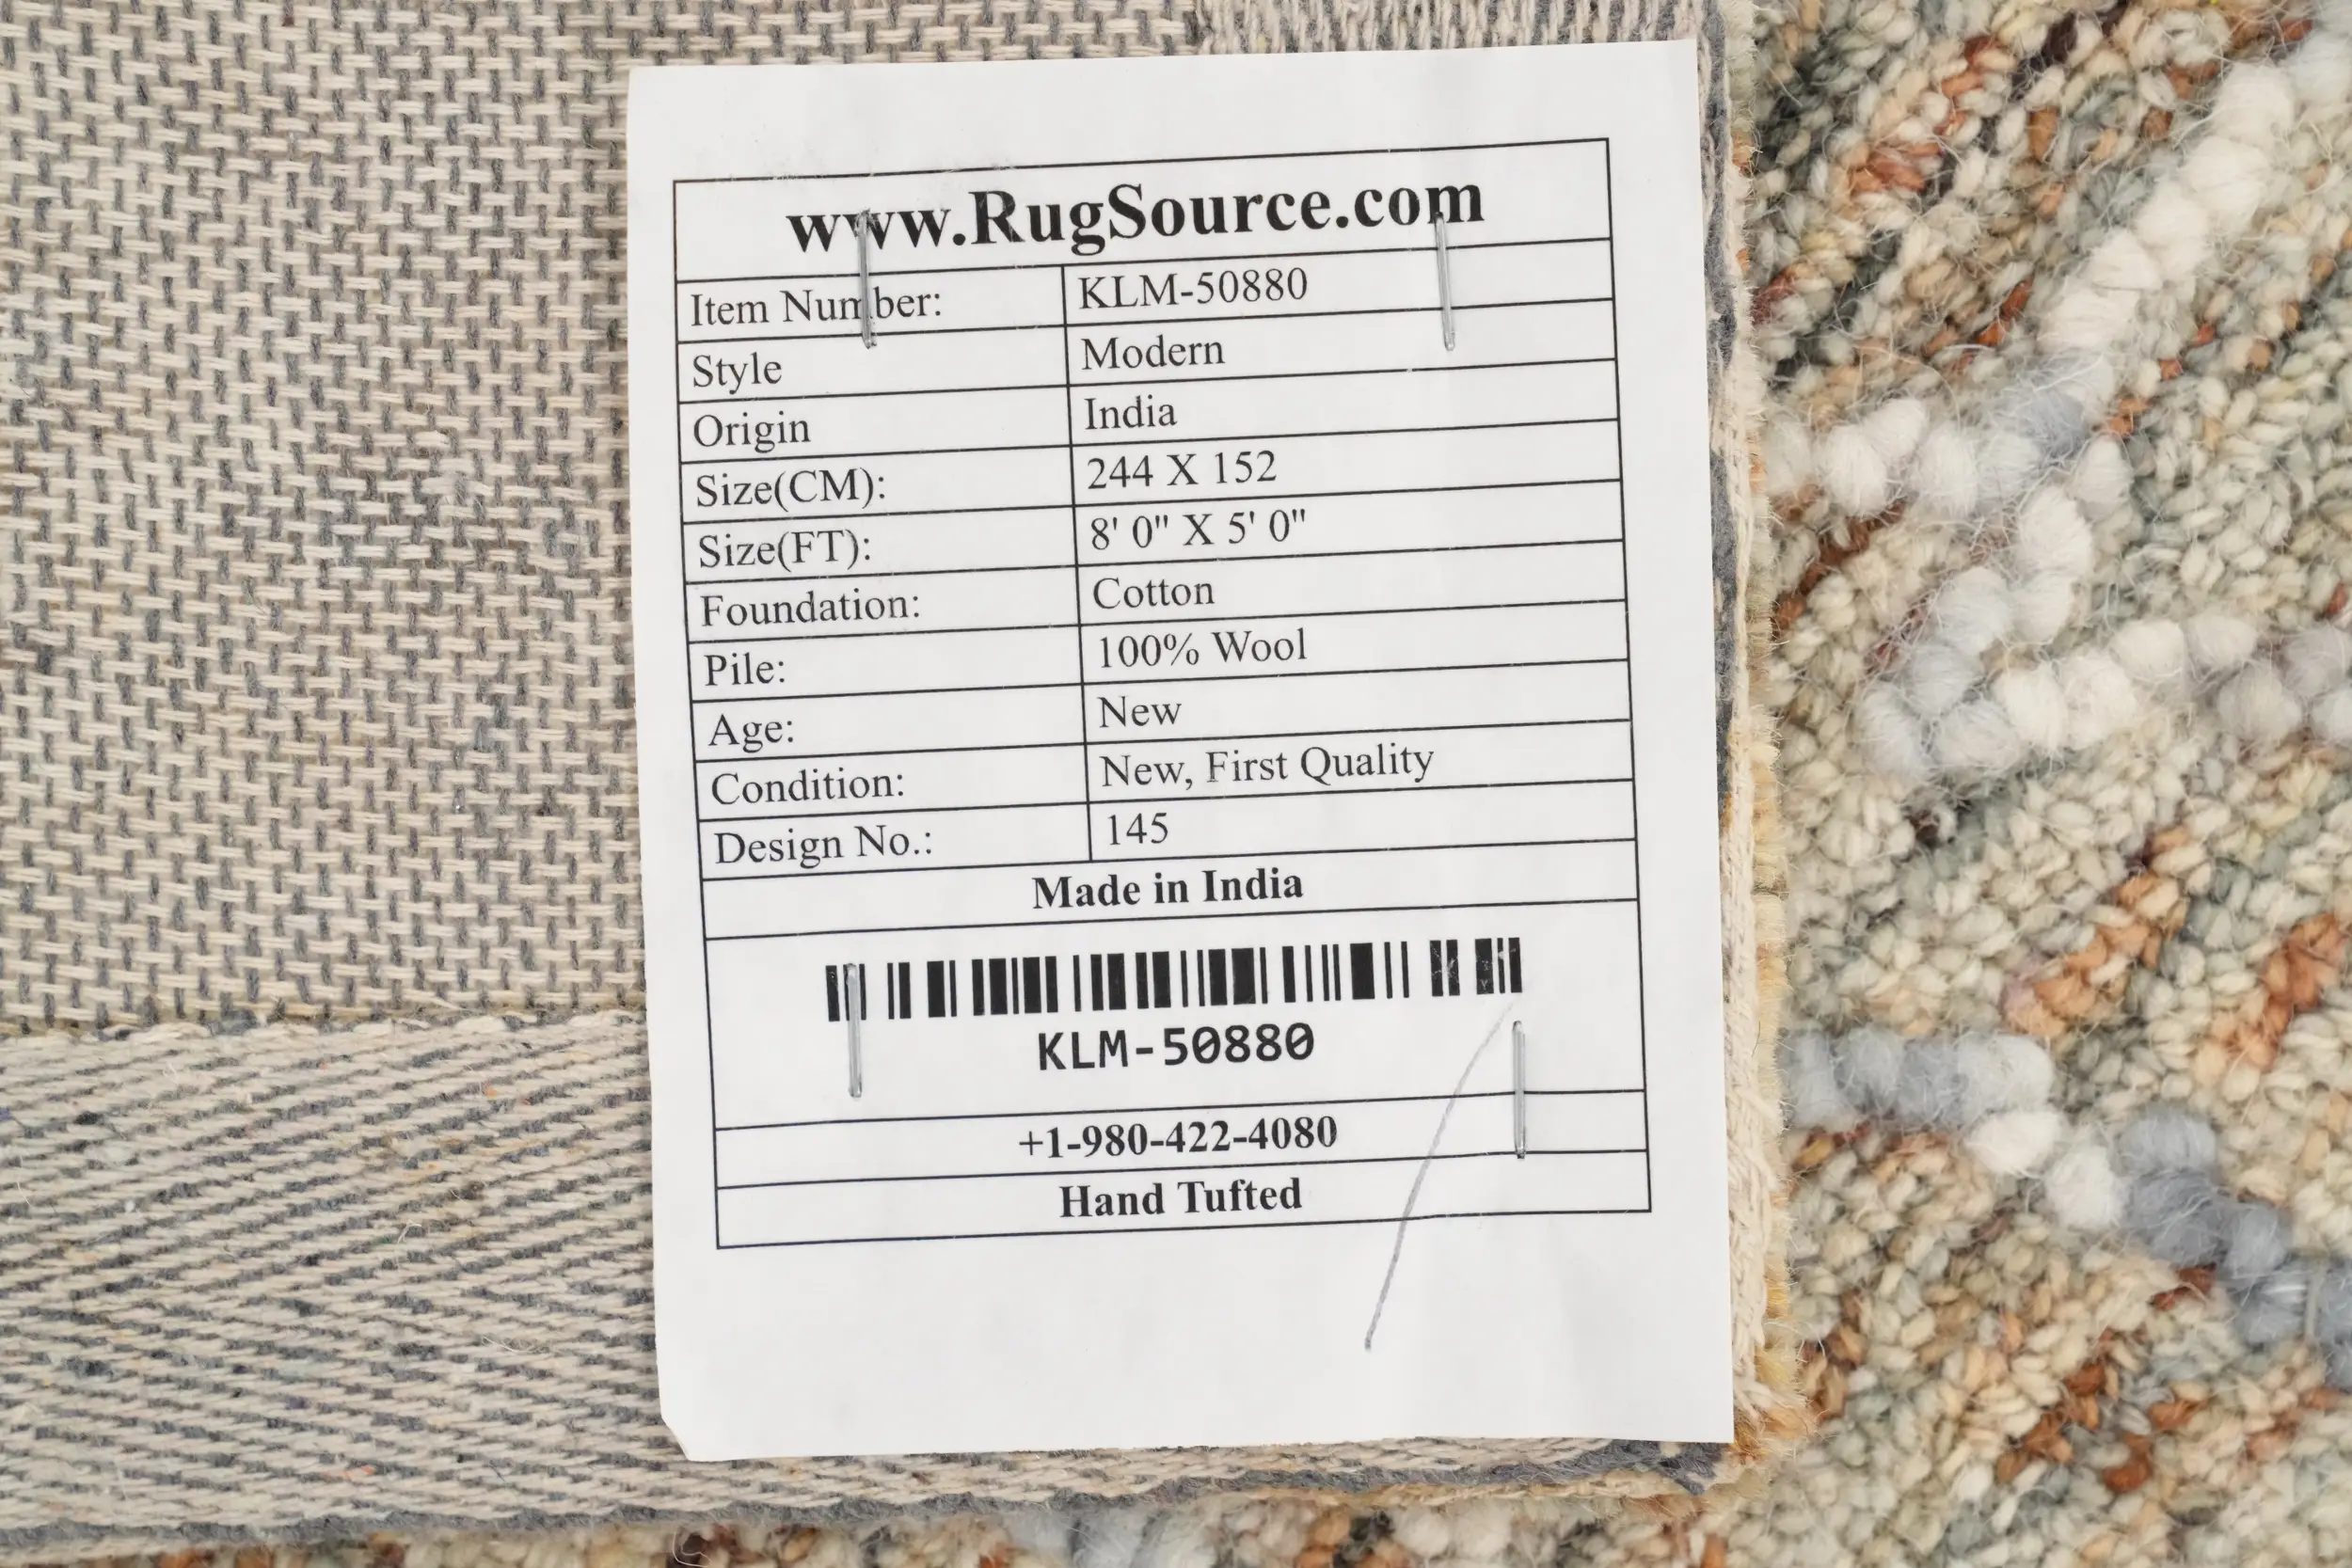 www.RugSource.com
Item Number: KLM-50880
Style Modern
Origin India
Size(CM): 244 X 152
Size(FT): 8' 0" X 5' 0"
Foundation: Cotton
Pile: 100% Wool
Age: New
Condition: New, First Quality
Design No.: 145
Made in India
KLM-50880
+1-980-422-4080
Hand Tufted